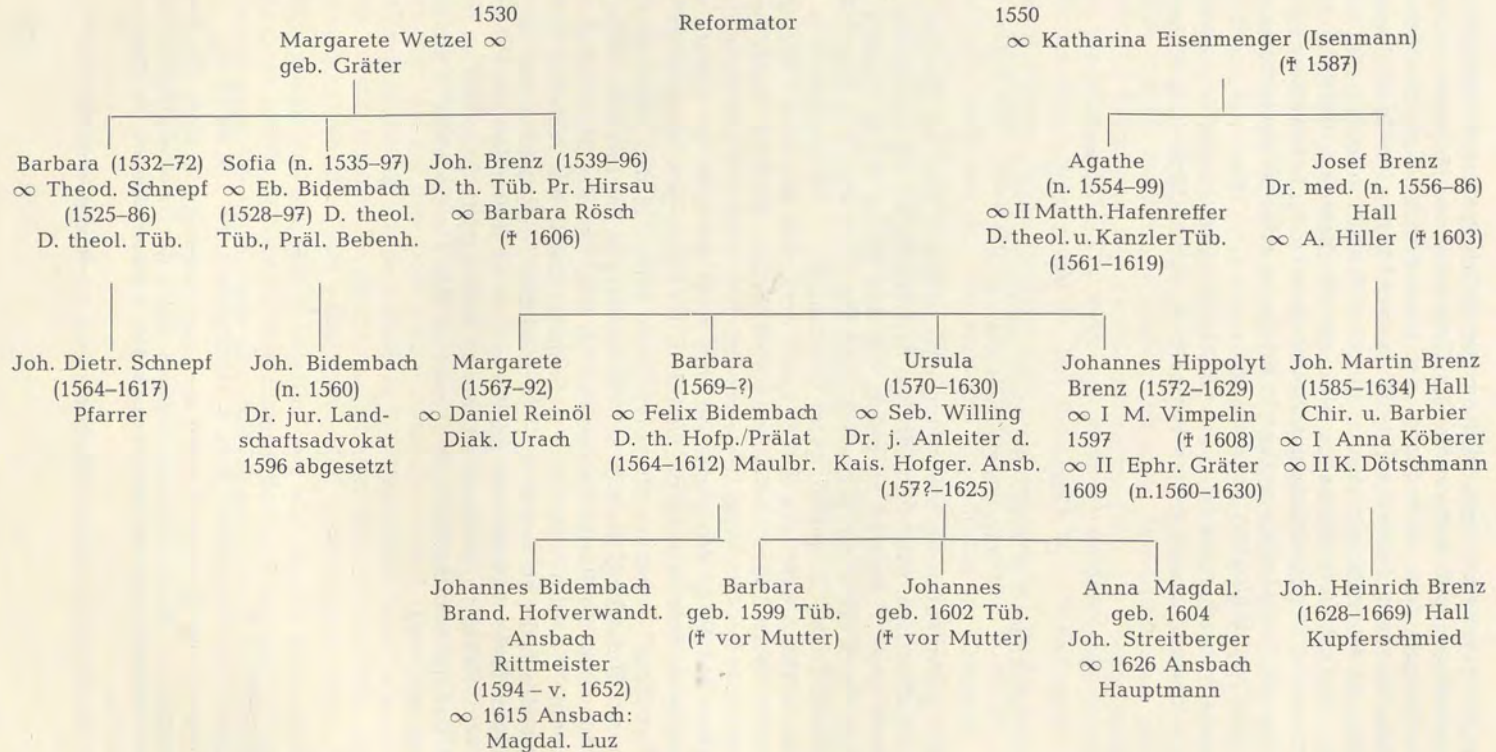 1530
Margarete Wetzel ∞
geb. Gräter
Reformator
1550
∞ Katharina Eisenmenger (Isenmann)
(† 1587)
Barbara (1532–72)
∞ Theod. Schnepf
(1525–86)
D. theol. Tüb.
Sofia (n. 1535–97)
∞ Eb. Bidembach
(1528–97) D. theol.
Tüb., Präl. Bebenh.
Joh. Brenz (1539–96)
D. th. Tüb. Pr. Hirsau
∞ Barbara Rösch
(† 1606)
Agathe
(n. 1554–99)
∞ II Matth. Hafenreffer
D. theol. u. Kanzler Tüb.
(1561–1619)
Josef Brenz
Dr. med. (n. 1556–86)
Hall
∞ A. Hiller († 1603)
Joh. Dietr. Schnepf
(1564–1617)
Pfarrer
Joh. Bidembach
(n. 1560)
Dr. jur. Land-
schaftsadvokat
1596 abgesetzt
Margarete
(1567–92)
∞ Daniel Reinöl
Diak. Urach
Barbara
(1569–?)
∞ Felix Bidembach
D. th. Hofp./Prälat
(1564–1612) Maulbr.
Ursula
(1570–1630)
∞ Seb. Willing
Dr. j. Anleiter d.
Kais. Hofger. Ansb.
(157?–1625)
Johannes Hippolyt
Brenz (1572–1629)
∞ I M. Vimpelin
1597 († 1608)
∞ II Ephr. Gräter
1609 (n.1560–1630)
Joh. Martin Brenz
(1585–1634) Hall
Chir. u. Barbier
∞ I Anna Köberer
∞ II K. Dötschmann
Johannes Bidembach
Brand. Hofverwandt.
Ansbach
Rittmeister
(1594 – v. 1652)
∞ 1615 Ansbach:
Magdal. Luz
Barbara
geb. 1599 Tüb.
(† vor Mutter)
Johannes
geb. 1602 Tüb.
(† vor Mutter)
Anna Magdal.
geb. 1604
Joh. Streitberger
∞ 1626 Ansbach
Hauptmann
Joh. Heinrich Brenz
(1628–1669) Hall
Kupferschmied